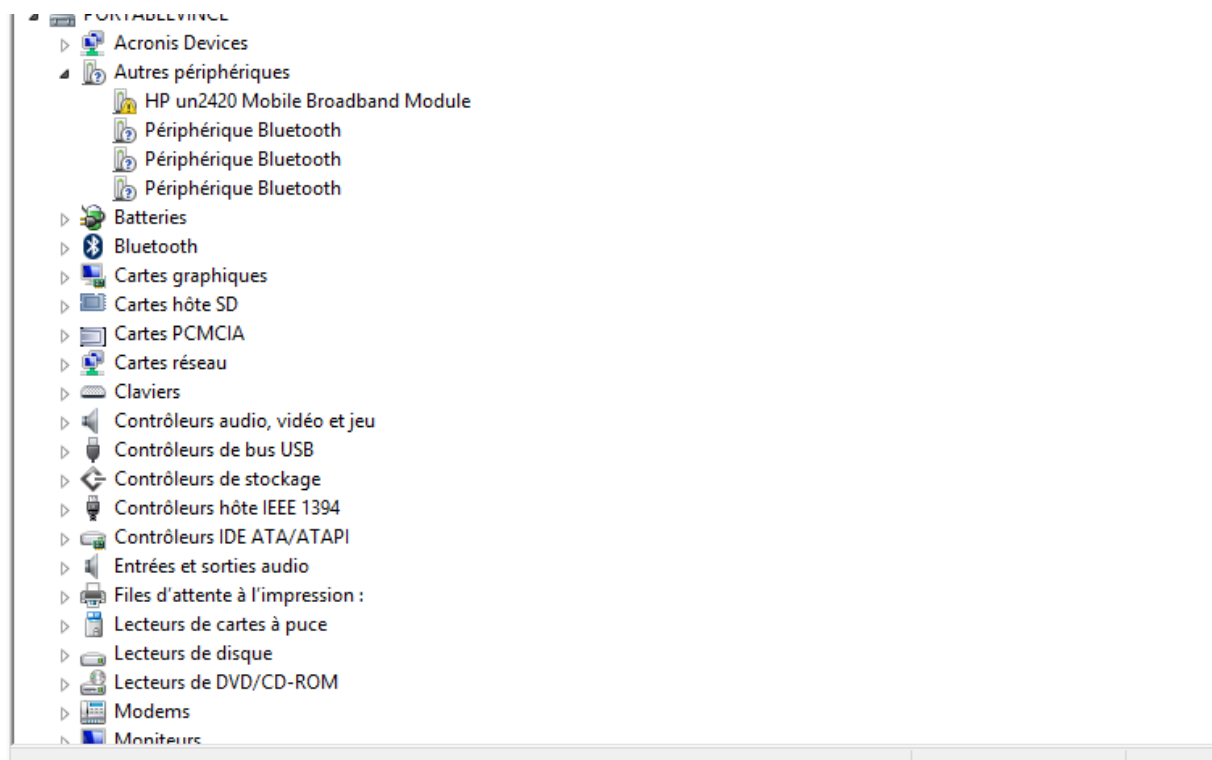 PORTABLEVINCE
Acronis Devices
Autres périphériques
HP un2420 Mobile Broadband Module
Périphérique Bluetooth
Périphérique Bluetooth
Périphérique Bluetooth
Batteries
Bluetooth
Cartes graphiques
Cartes hôte SD
Cartes PCMCIA
Cartes réseau
Claviers
Contrôleurs audio, vidéo et jeu
Contrôleurs de bus USB
Contrôleurs de stockage
Contrôleurs hôte IEEE 1394
Contrôleurs IDE ATA/ATAPI
Entrées et sorties audio
Files d'attente à l'impression :
Lecteurs de cartes à puce
Lecteurs de disque
Lecteurs de DVD/CD-ROM
Modems
Moniteurs